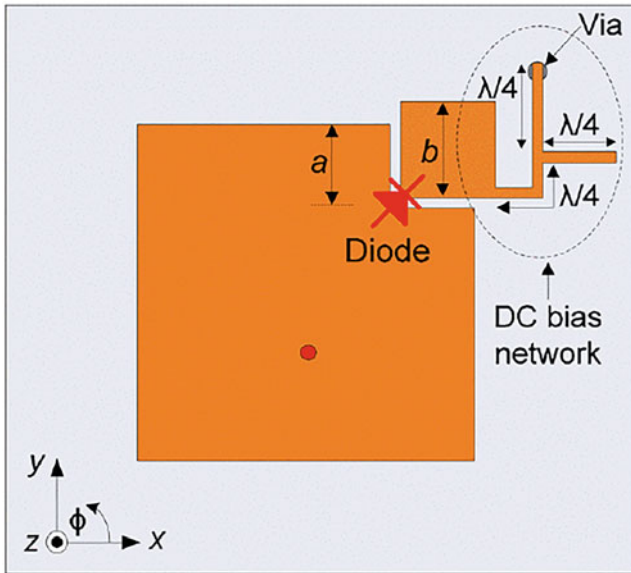 Via
λ/4
λ/4
a
b
λ/4
Diode
DC bias
network
y
ϕ
z
x